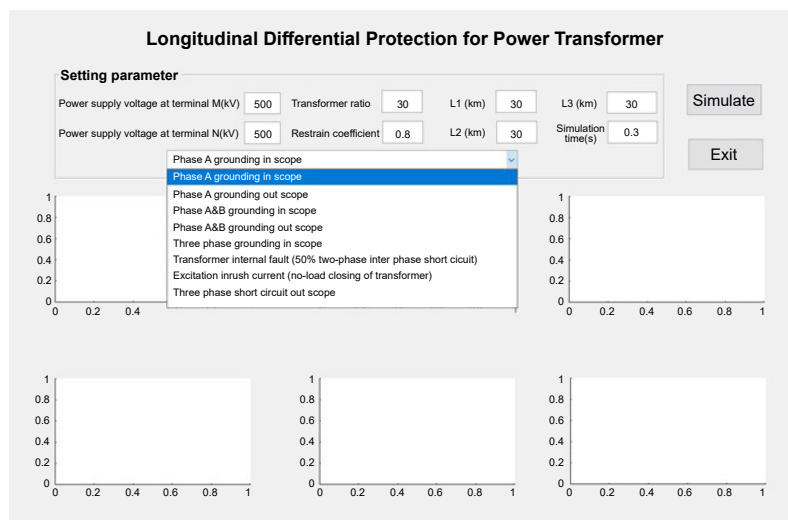 Longitudinal Differential Protection for Power Transformer
Setting parameter
Power supply voltage at terminal M(kV) 500 Transformer ratio 30 L1 (km) 30 L3 (km) 30
Simulate
Power supply voltage at terminal N(kV) 500 Restrain coefficient 0.8 L2 (km) 30 Simulation time(s) 0.3
Exit
Phase A grounding in scope
Phase A grounding in scope
Phase A grounding out scope
Phase A&B grounding in scope
Phase A&B grounding out scope
Three phase grounding in scope
Transformer internal fault (50% two-phase inter phase short cicuit)
Excitation inrush current (no-load closing of transformer)
Three phase short circuit out scope
1
0.8
0.6
0.4
0.2
0
0 0.2 0.4
1
1
0.8
0.6
0.4
0.2
0
0 0.2 0.4 0.6 0.8 1
1
0.8
0.6
0.4
0.2
0
0 0.2 0.4 0.6 0.8 1
1
0.8
0.6
0.4
0.2
0
0 0.2 0.4 0.6 0.8 1
1
0.8
0.6
0.4
0.2
0
0 0.2 0.4 0.6 0.8 1